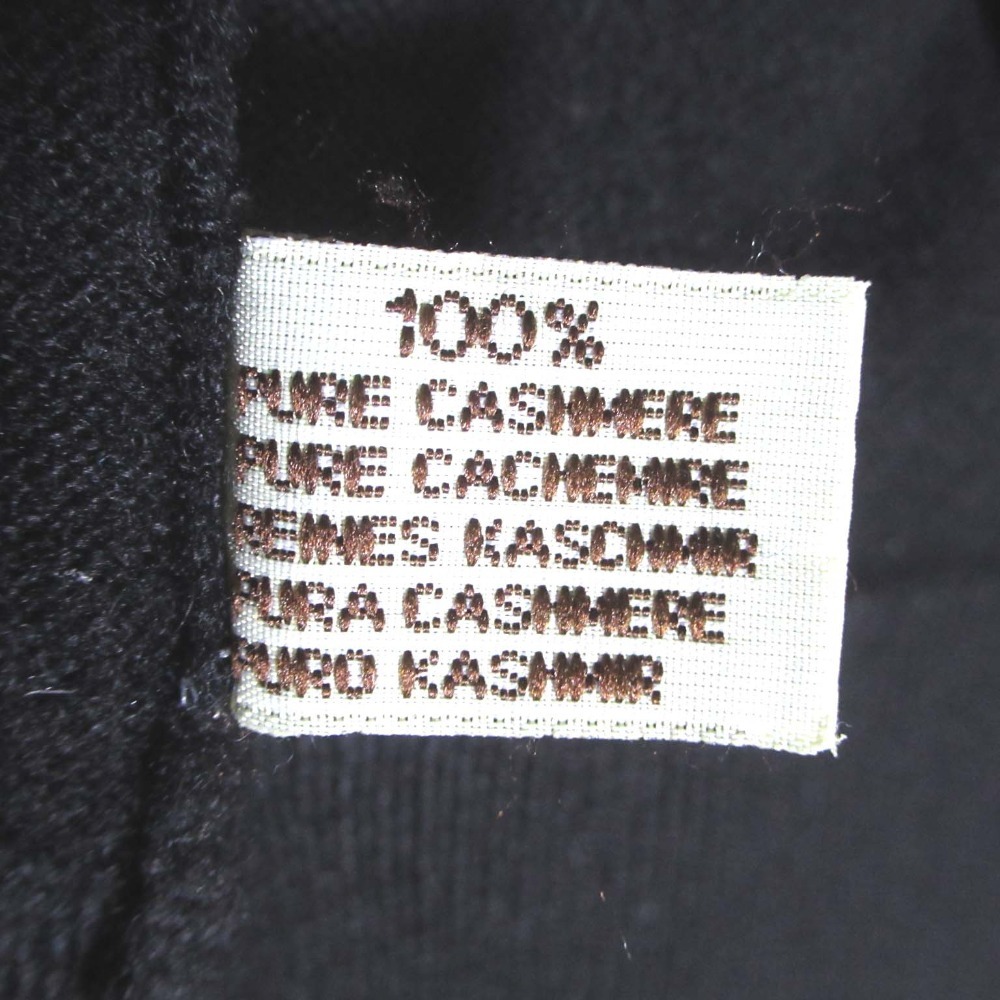 100%
PURE CASHMERE
PURE CACHEMIRE
REINES KASCHMIR
PURA CASHMERE
PURO KASHMIR